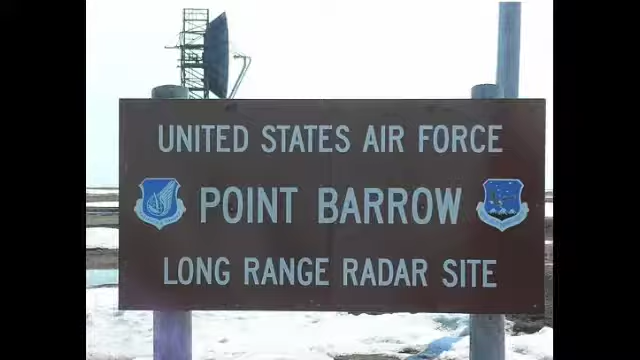 UNITED STATES AIR FORCE
POINT BARROW
LONG RANGE RADAR SITE